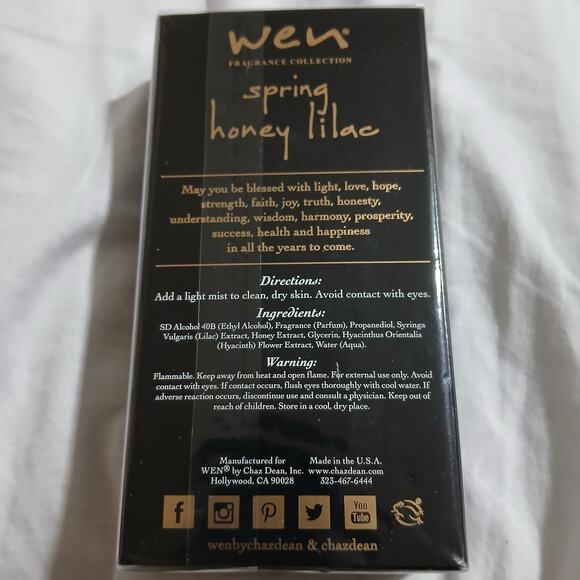 wen®
FRAGRANCE COLLECTION
spring
honey lilac
May you be blessed with light, love, hope,
strength, faith, joy, truth, honesty,
understanding, wisdom, harmony, prosperity,
success, health and happiness
in all the years to come.
Directions:
Add a light mist to clean, dry skin. Avoid contact with eyes.
Ingredients:
SD Alcohol 40B (Ethyl Alcohol), Fragrance (Parfum), Propanediol, Syringa
Vulgaris (Lilac) Extract, Honey Extract, Glycerin, Hyacinthus Orientalis
(Hyacinth) Flower Extract, Water (Aqua).
Warning:
Flammable. Keep away from heat and open flame. For external use only. Avoid
contact with eyes. If contact occurs, flush eyes thoroughly with cool water. If
adverse reaction occurs, discontinue use and consult a physician. Keep out of
reach of children. Store in a cool, dry place.
Manufactured for
WEN® by Chaz Dean, Inc.
Hollywood, CA 90028
Made in the U.S.A.
www.chazdean.com
323-467-6444
f
You
Tube
wenbychazdean & chazdean